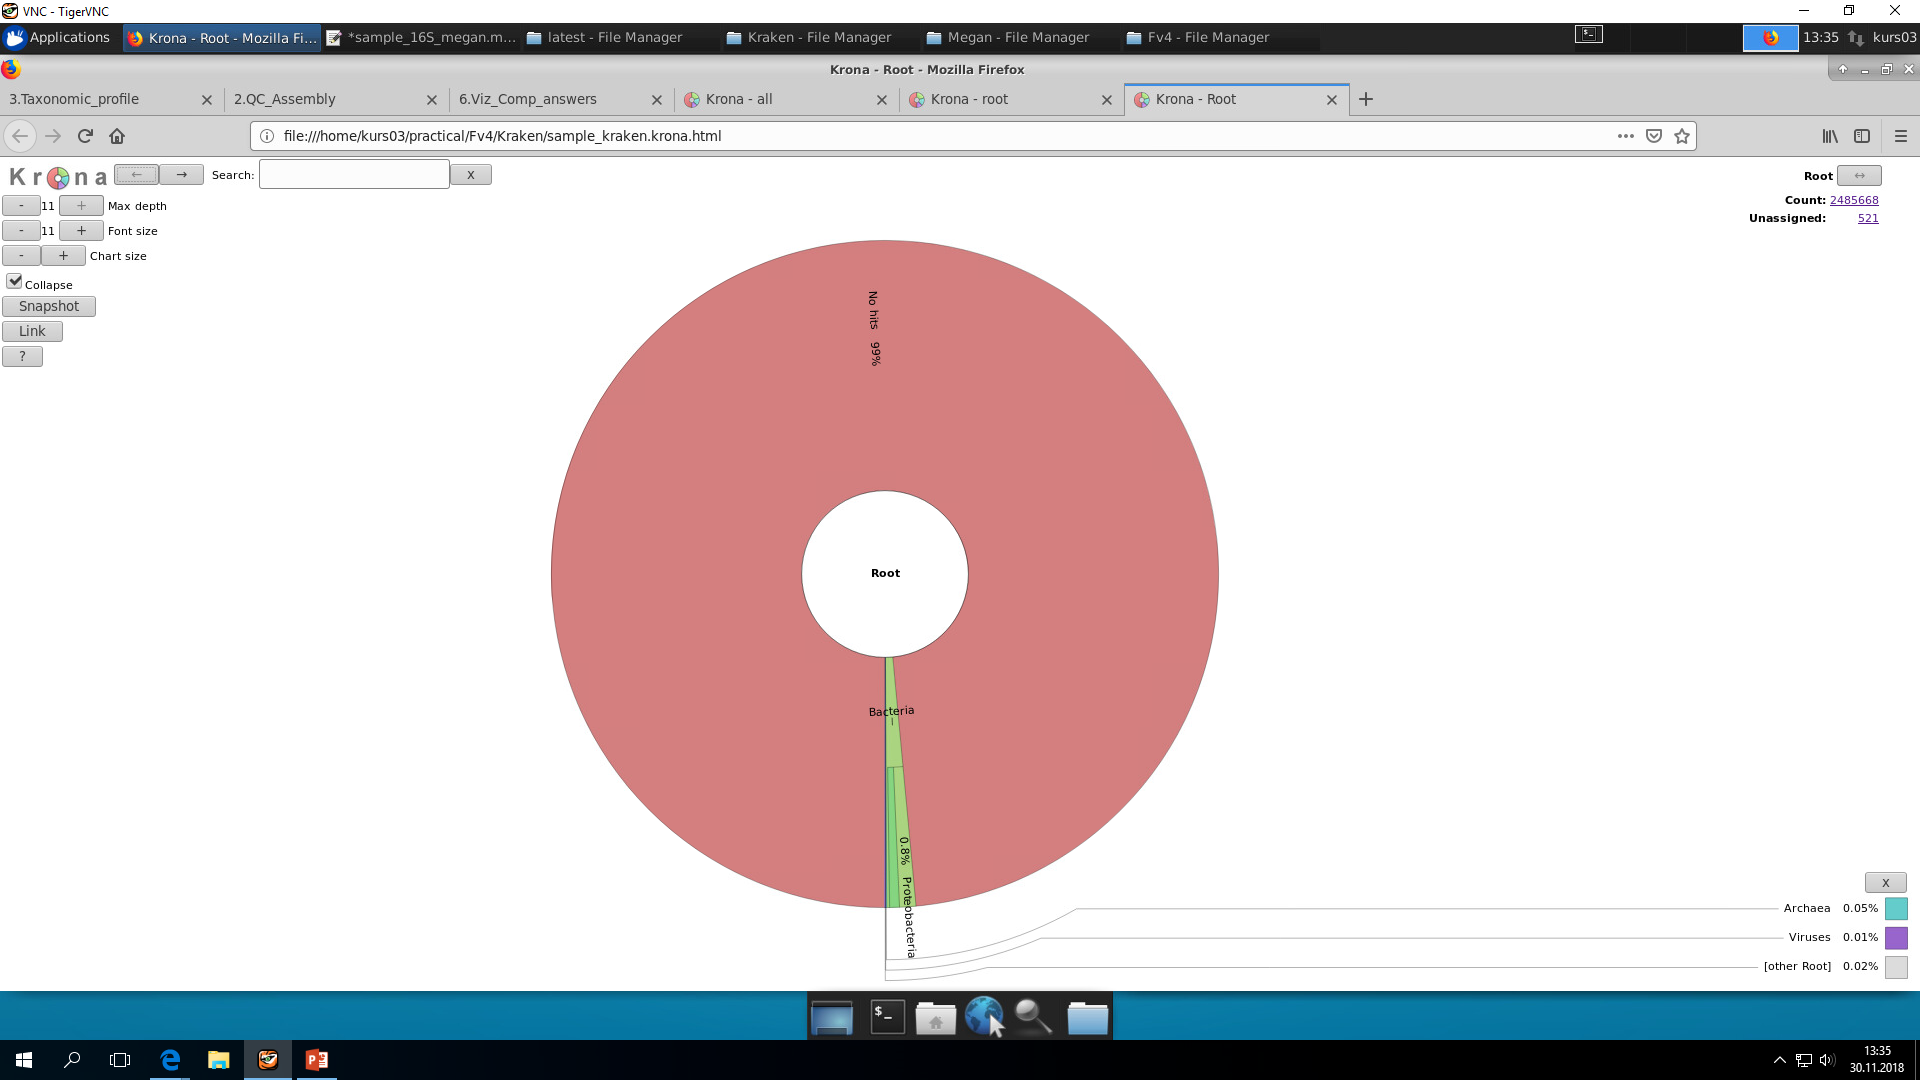 VNC - TigerVNC
Applications
Krona - Root - Mozilla Fi...
*sample_16S_megan.m...
latest - File Manager
Kraken - File Manager
Megan - File Manager
Fv4 - File Manager
13:35
kurs03
Krona - Root - Mozilla Firefox
3.Taxonomic_profile
2.QC_Assembly
6.Viz_Comp_answers
Krona - all
Krona - root
Krona - Root
file:///home/kurs03/practical/Fv4/Kraken/sample_kraken.krona.html
Krona
← → Search: x
Root ↔
- 11 + Max depth
Count: 2485668
Unassigned: 521
- 11 + Font size
- + Chart size
Collapse
Snapshot
Link
?
No hits 99%
Root
Bacteria
0.8% Proteobacteria
x
Archaea 0.05%
Viruses 0.01%
[other Root] 0.02%
$_
13:35
30.11.2018